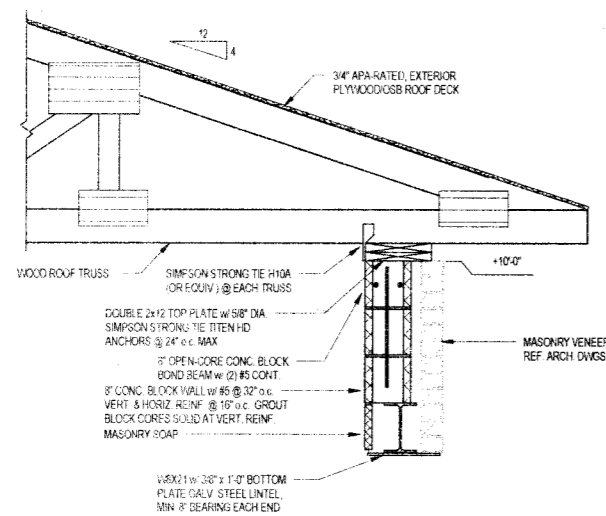 12
4
3/4" APA-RATED, EXTERIOR
PLYWOOD/OSB ROOF DECK
WOOD ROOF TRUSS
SIMPSON STRONG TIE H10A
(OR EQUIV.) @ EACH TRUSS
+10'-0"
DOUBLE 2x12 TOP PLATE w/ 5/8" DIA.
SIMPSON STRONG TIE TITEN HD
ANCHORS @ 24" o.c. MAX
8" OPEN-CORE CONC. BLOCK
BOND BEAM w/ (2) #5 CONT.
MASONRY VENEER
REF. ARCH. DWGS
8" CONC. BLOCK WALL w/ #5 @ 32" o.c.
VERT. & HORIZ. REINF. @ 16" o.c. GROUT
BLOCK CORES SOLID AT VERT. REINF.
MASONRY SOAP
W8X21 w/ 3/8" x 1'-0" BOTTOM
PLATE GALV. STEEL LINTEL,
MIN. 8" BEARING EACH END